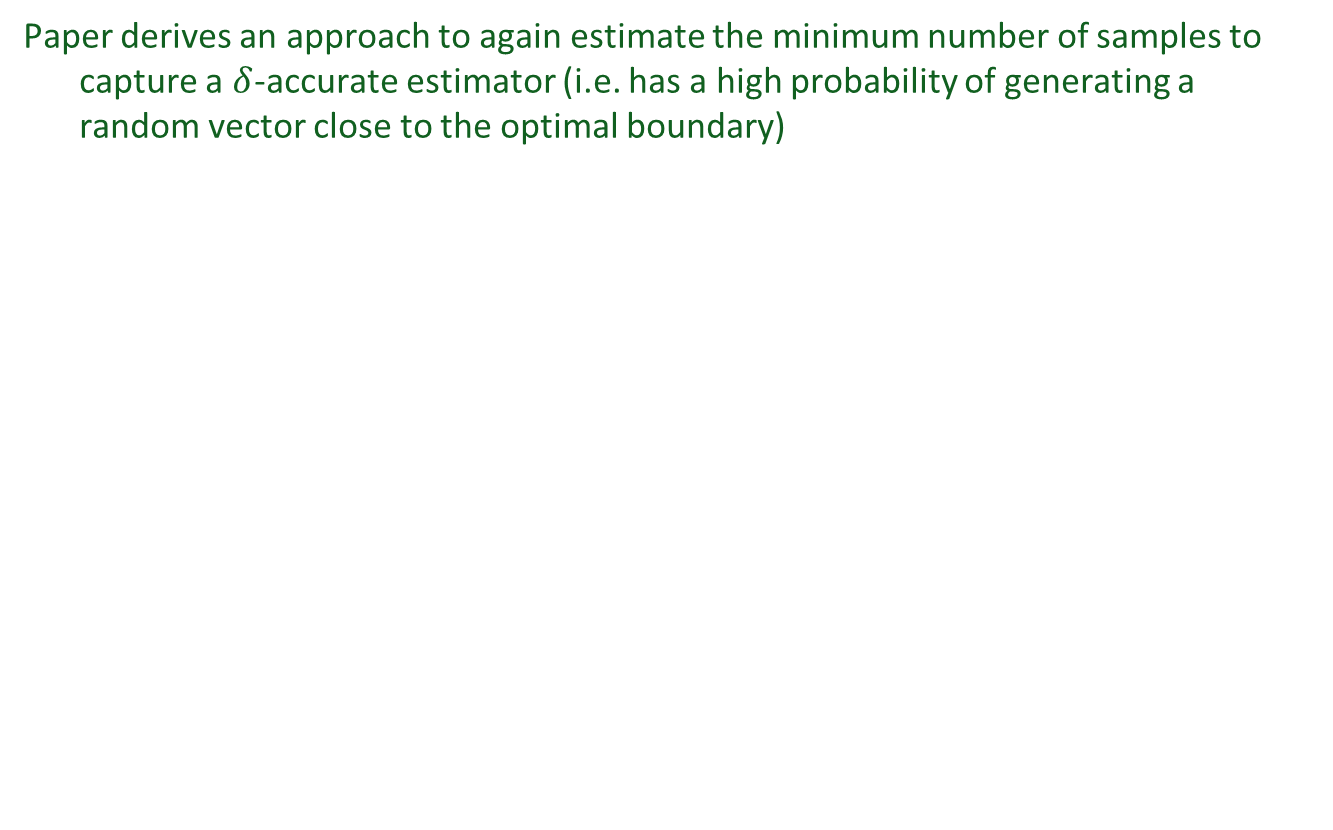 Paper derives an approach to again estimate the minimum number of samples to
capture a δ-accurate estimator (i.e. has a high probability of generating a
random vector close to the optimal boundary)